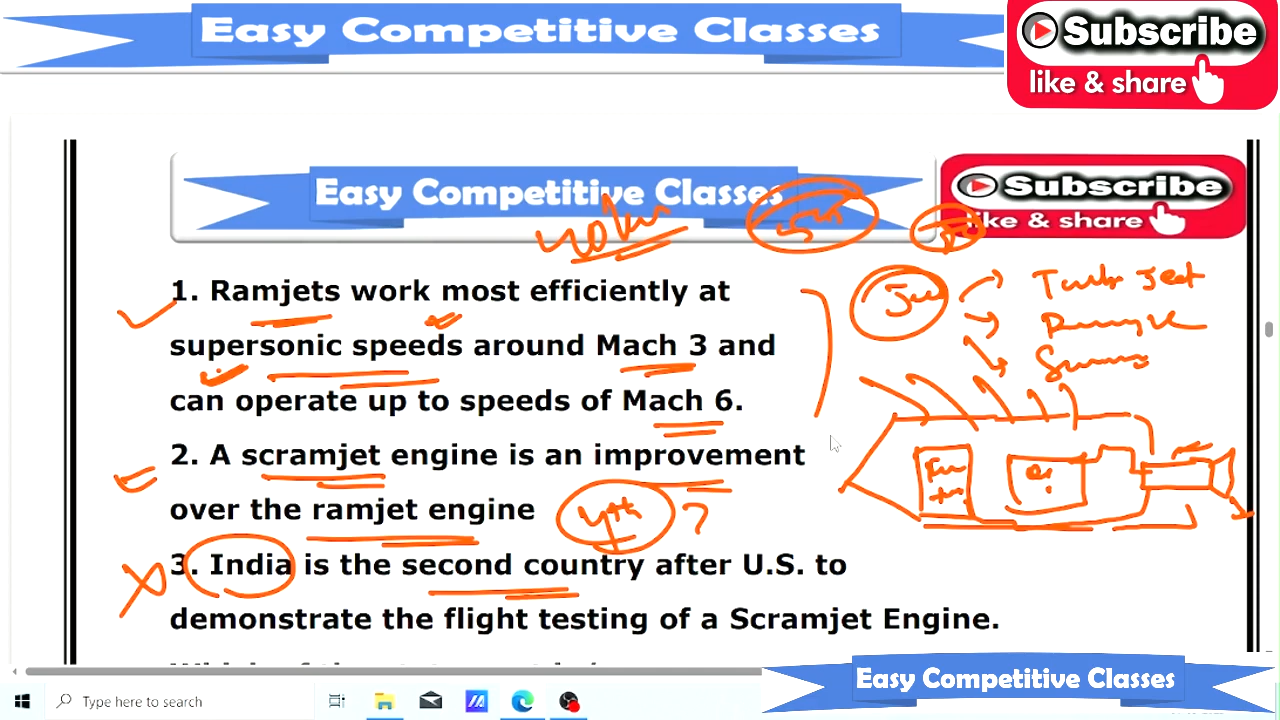 Easy Competitive Classes
Subscribe
like & share
Easy Competitive Classes
Subscribe
like & share
1. Ramjets work most efficiently at
supersonic speeds around Mach 3 and
can operate up to speeds of Mach 6.
2. A scramjet engine is an improvement
over the ramjet engine
4th ?
3. India is the second country after U.S. to
demonstrate the flight testing of a Scramjet Engine.
Type here to search
Easy Competitive Classes